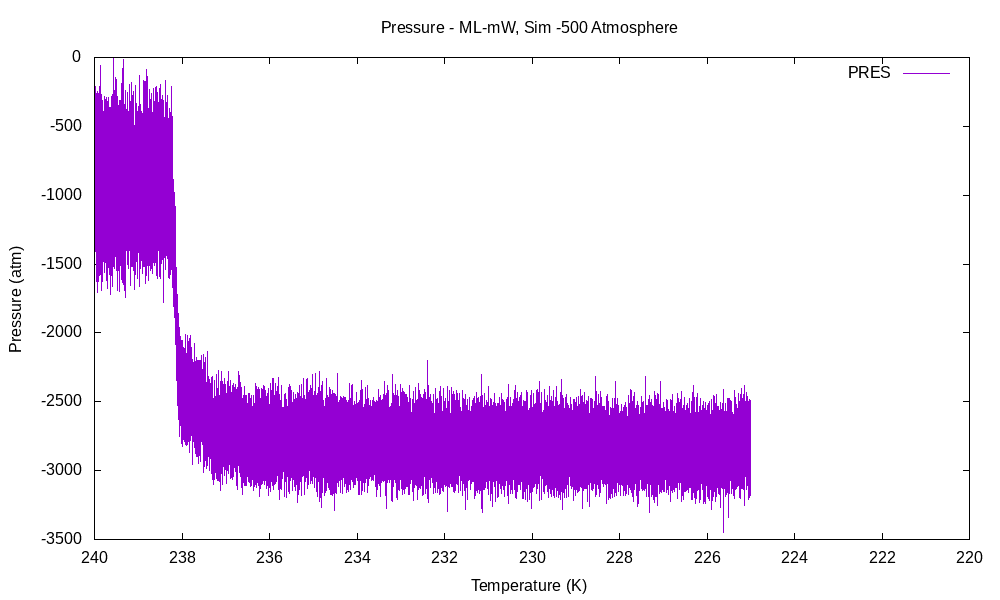 Pressure - ML-mW, Sim -500 Atmosphere
PRES
0
-500
-1000
-1500
-2000
-2500
-3000
-3500
Pressure (atm)
240 238 236 234 232 230 228 226 224 222 220
Temperature (K)